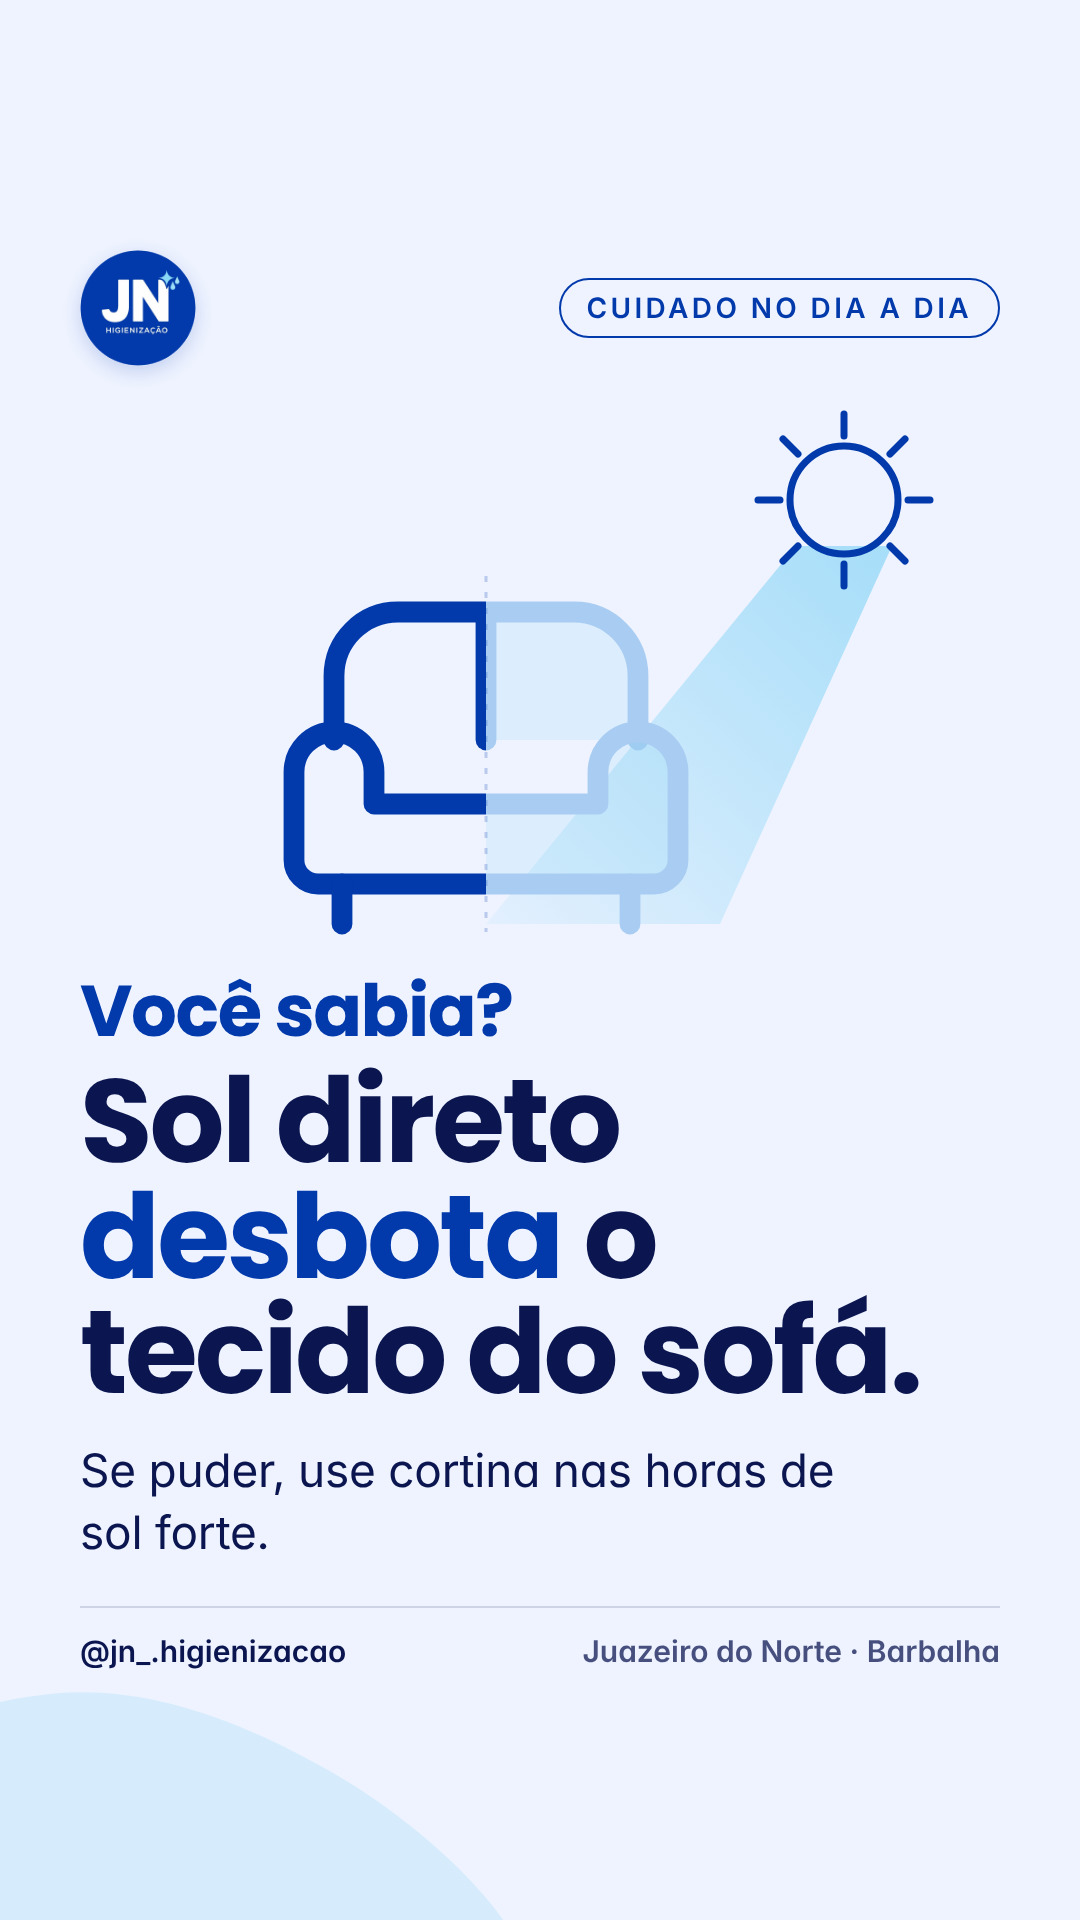 JN
HIGIENIZAÇÃO
CUIDADO NO DIA A DIA
Você sabia?
Sol direto
desbota o
tecido do sofá.
Se puder, use cortina nas horas de
sol forte.
@jn_.higienizacao
Juazeiro do Norte · Barbalha